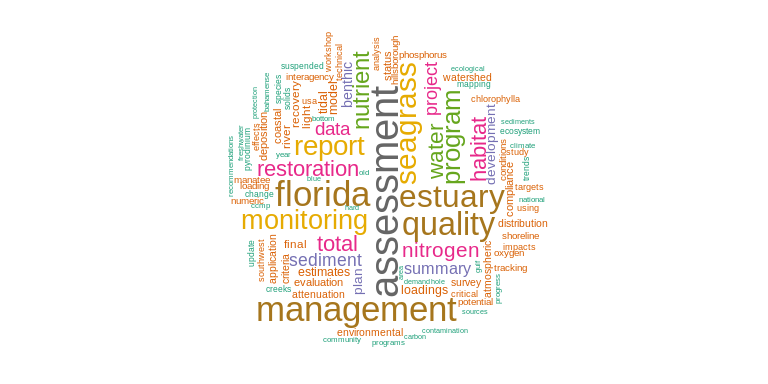 workshop
technical
analysis
status
hillsborough
phosphorus
suspended
interagency
ecological
watershed
mapping
protection
bahamense
species
solids
recovery
usa
light
tidal
model
benthic
nutrient
seagrass
project
chlorophylla
bottom
data
water
program
sediments
ecosystem
freshwater
pyrodinium
effects
deposition
coastal
river
report
habitat
development
climate
study
conditions
year
recommendations
restoration
old
assessment
trends
manatee
blue
loading
change
numeric
ccmp
florida
hard
estuary
compliance
targets
national
using
monitoring
quality
distribution
shoreline
impacts
update
southwest
application
criteria
final
total
nitrogen
oxygen
atmospheric
sediment
summary
gulf
tracking
estimates
area
evaluation
plan
demandhole
survey
progress
creeks
attenuation
loadings
critical
potential
management
sources
environmental
contamination
community
programs
carbon